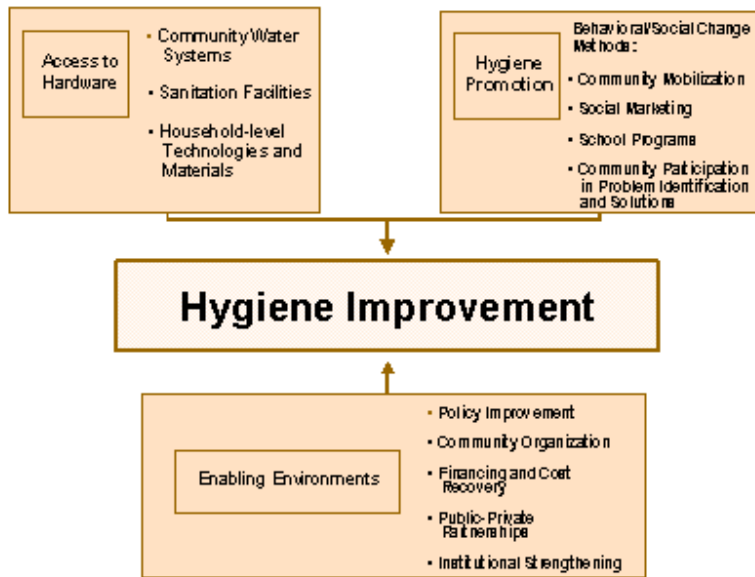 Access to
Hardware
• Community Water
Systems
• Sanitation Facilities
• Household-level
Technologies and
Materials
Hygiene
Promotion
Behavioral/Social Change
Methods:
• Community Mobilization
• Social Marketing
• School Programs
• Community Participation
in Problem Identification
and Solutions
Hygiene Improvement
Enabling Environments
• Policy Improvement
• Community Organization
• Financing and Cost
Recovery
• Public-Private
Partnerships
• Institutional Strengthening